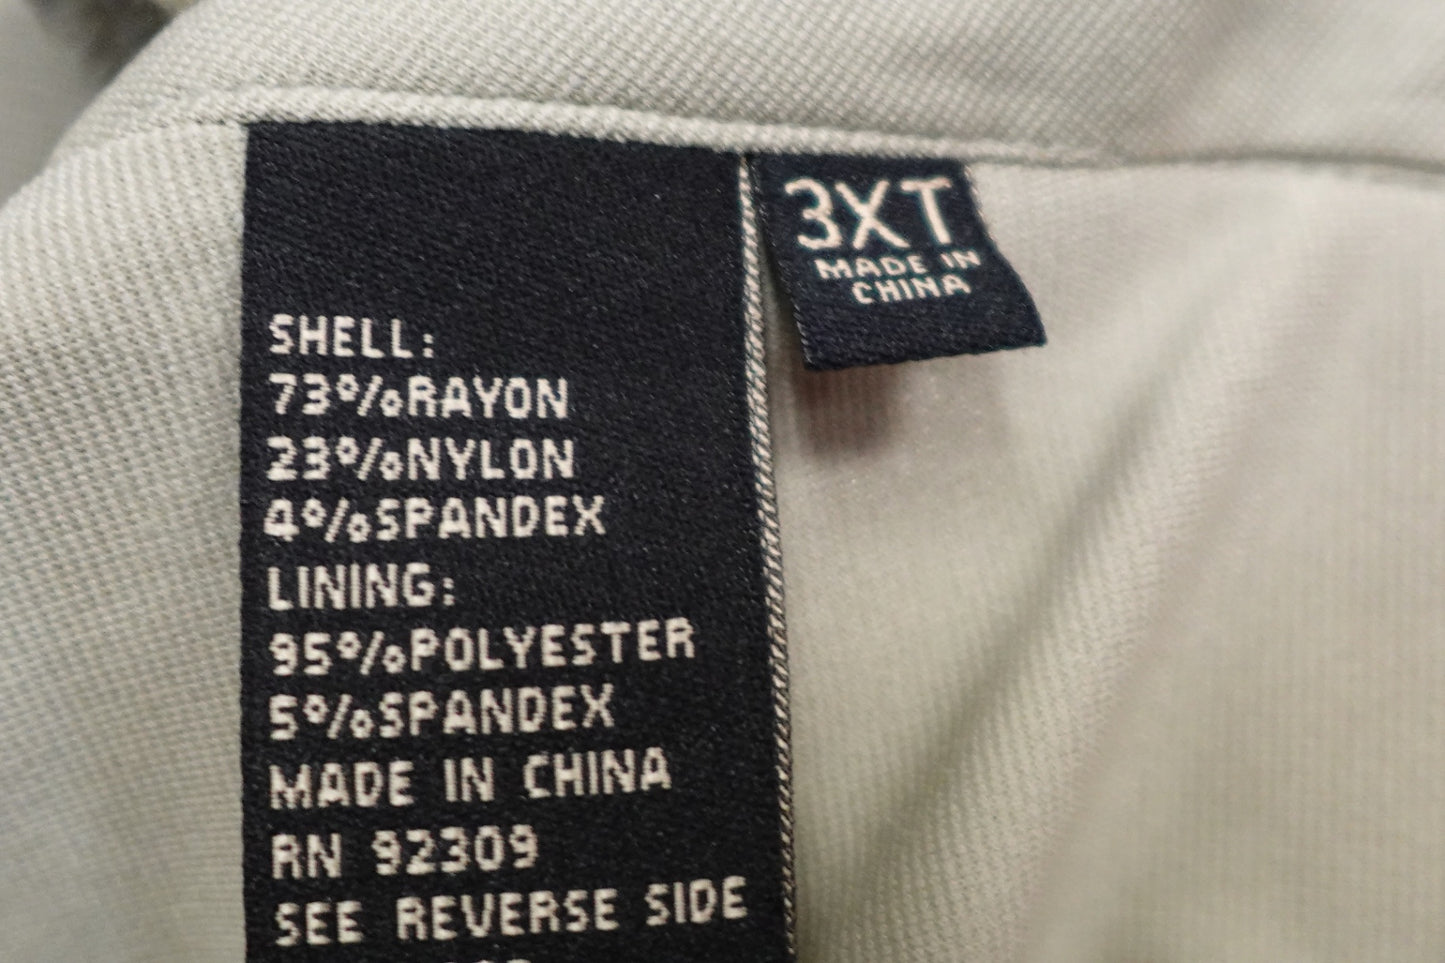 3XT
MADE IN
CHINA
SHELL:
73%RAYON
23%NYLON
4%SPANDEX
LINING:
95%POLYESTER
5%SPANDEX
MADE IN CHINA
RN 92309
SEE REVERSE SIDE